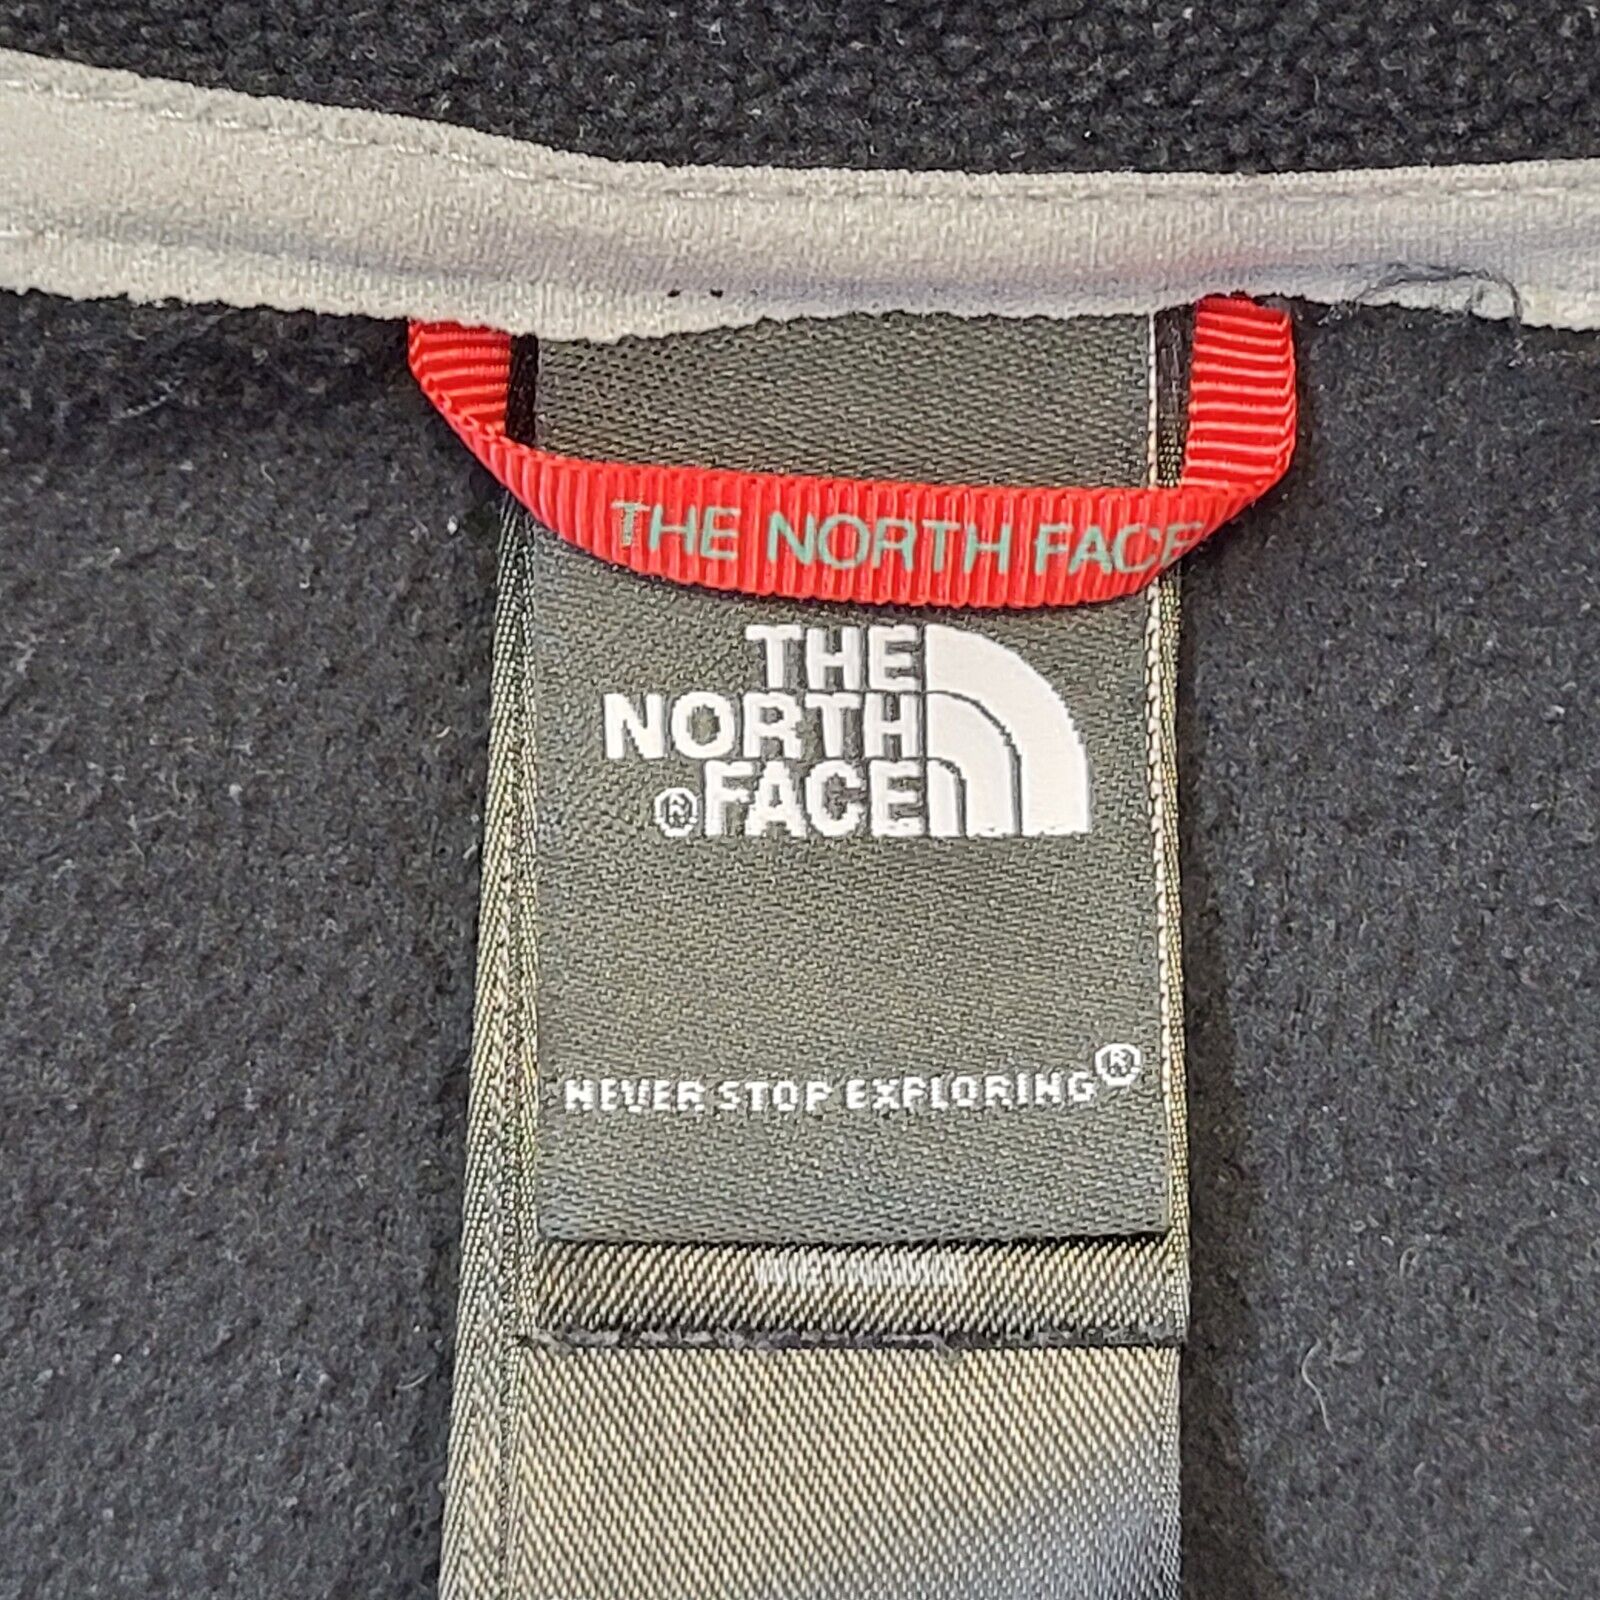 THE NORTH FACE
THE
NORTH
® FACE
NEVER STOP EXPLORING®